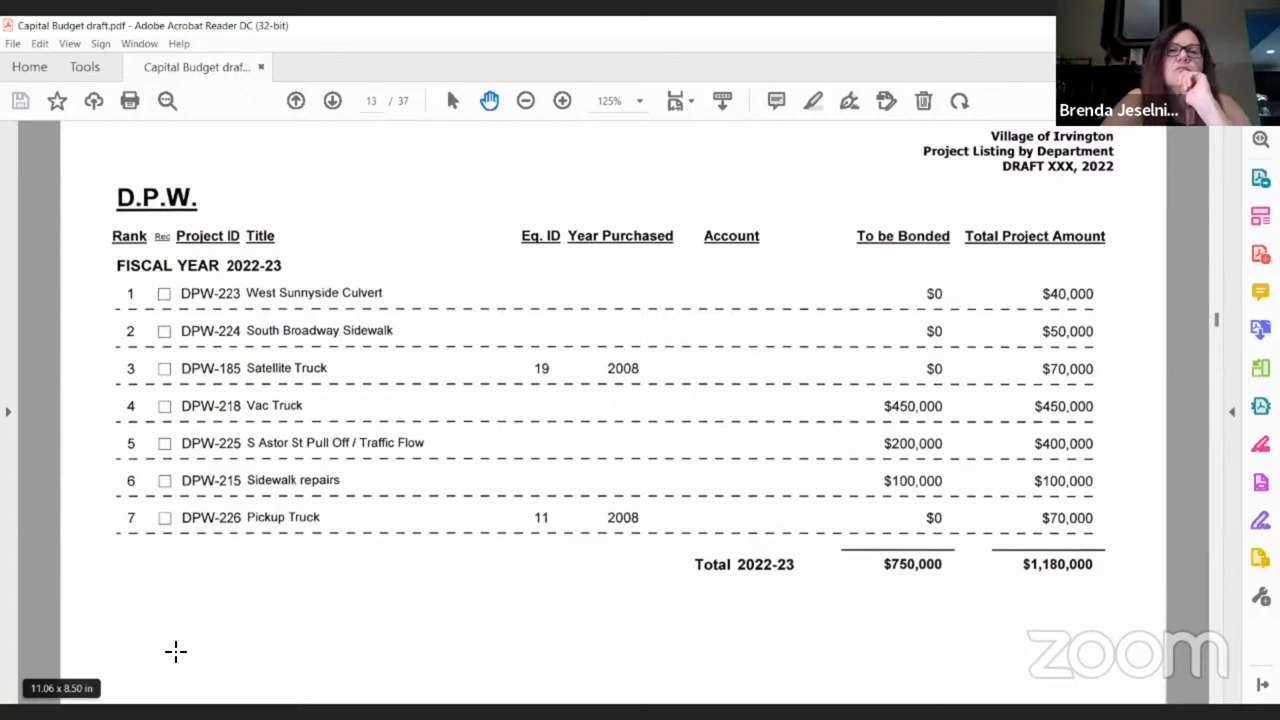 Capital Budget draft.pdf - Adobe Acrobat Reader DC (32-bit)
File Edit View Sign Window Help
Home Tools Capital Budget draf... ×
13 / 37 125%
Brenda Jeselni...
Village of Irvington
Project Listing by Department
DRAFT XXX, 2022
D.P.W.
Rank Rec Project ID Title Eq. ID Year Purchased Account To be Bonded Total Project Amount
FISCAL YEAR 2022-23
1 DPW-223 West Sunnyside Culvert $0 $40,000
2 DPW-224 South Broadway Sidewalk $0 $50,000
3 DPW-185 Satellite Truck 19 2008 $0 $70,000
4 DPW-218 Vac Truck $450,000 $450,000
5 DPW-225 S Astor St Pull Off / Traffic Flow $200,000 $400,000
6 DPW-215 Sidewalk repairs $100,000 $100,000
7 DPW-226 Pickup Truck 11 2008 $0 $70,000
Total 2022-23 $750,000 $1,180,000
zoom
11.06 x 8.50 in